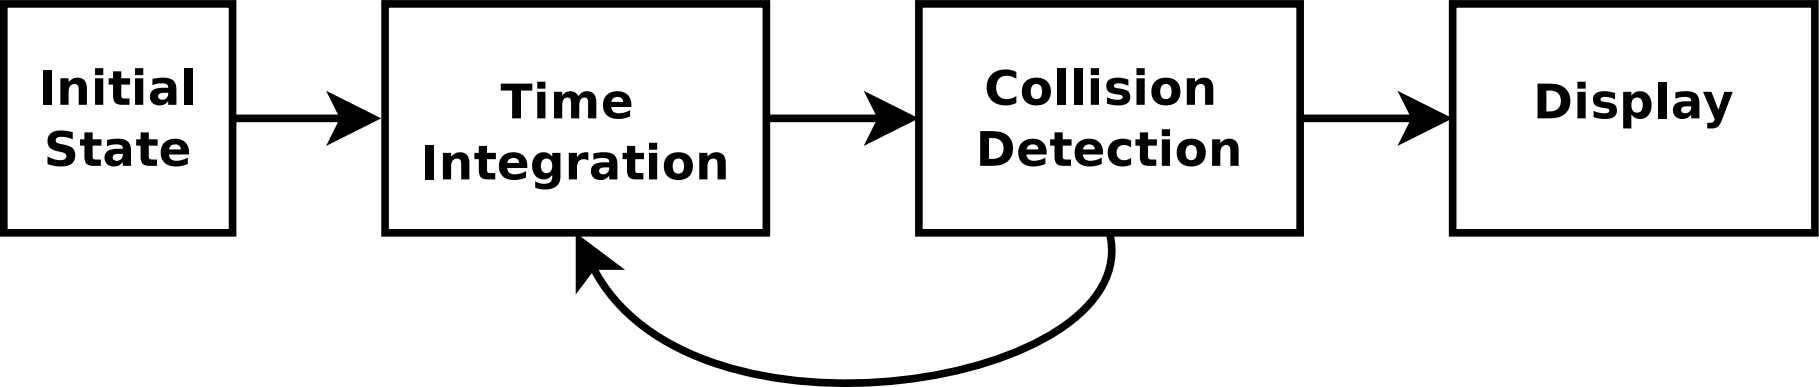 Initial
State
Time
Integration
Collision
Detection
Display